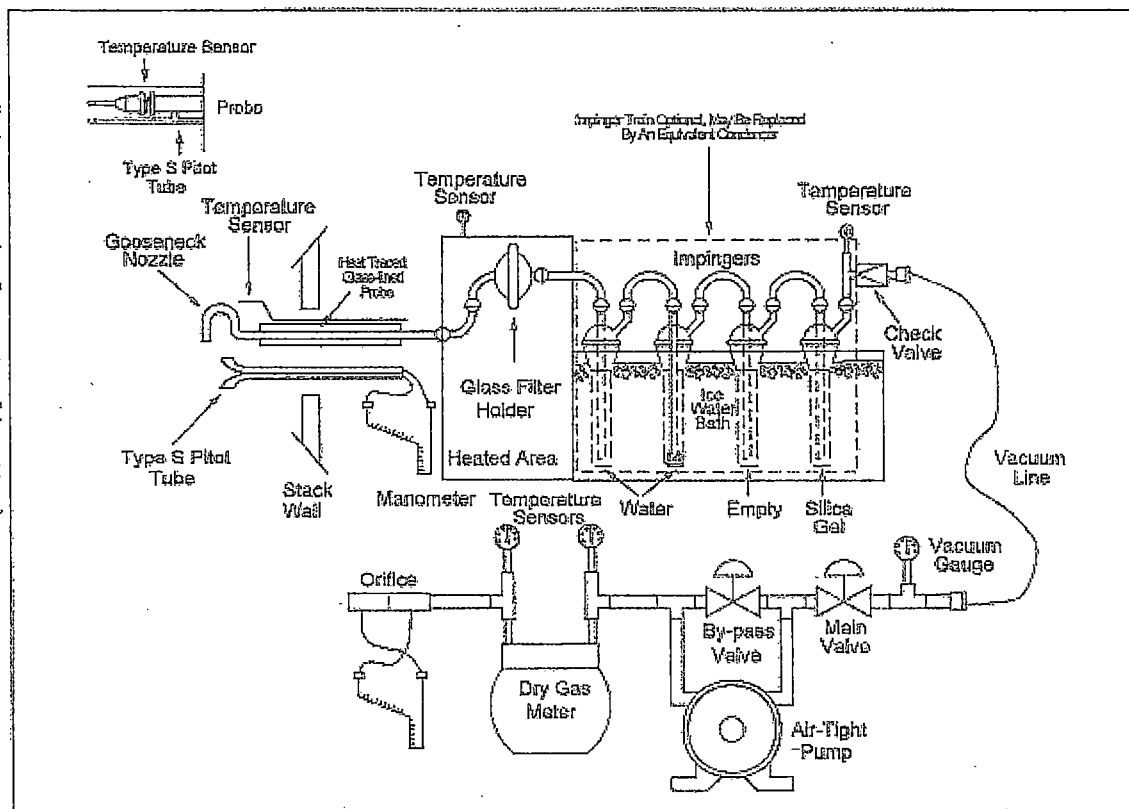 Temperature Sensor
Probe
Type S Pitot
Tube
Impinger Train Optional, May Be Replaced
By An Equivalent Condenser
Temperature
Sensor
Temperature
Sensor
Temperature
Sensor
Gooseneck
Nozzle
Heat Traced
Glass-lined
Probe
Impingers
Check
Valve
Glass Filter
Holder
Ice
Water
Bath
Heated Area
Type S Pitot
Tube
Stack
Wall
Manometer
Water
Empty
Silica
Gel
Vacuum
Line
Temperature
Sensors
Vacuum
Gauge
Orifice
By-pass
Valve
Main
Valve
Dry Gas
Meter
Air-Tight
Pump